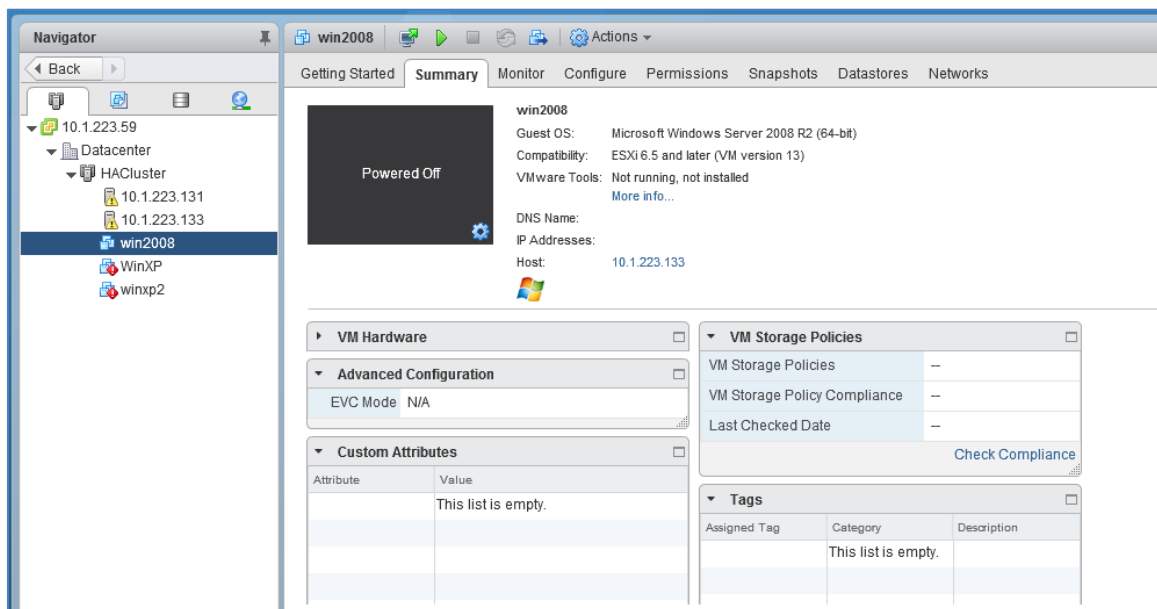 Navigator
Back
10.1.223.59
Datacenter
HACluster
10.1.223.131
10.1.223.133
win2008
WinXP
winxp2
win2008 Actions
Getting Started Summary Monitor Configure Permissions Snapshots Datastores Networks
Powered Off
win2008
Guest OS: Microsoft Windows Server 2008 R2 (64-bit)
Compatibility: ESXi 6.5 and later (VM version 13)
VMware Tools: Not running, not installed
More info...
DNS Name:
IP Addresses:
Host: 10.1.223.133
VM Hardware
Advanced Configuration
EVC Mode N/A
Custom Attributes
Attribute Value
This list is empty.
VM Storage Policies
VM Storage Policies --
VM Storage Policy Compliance --
Last Checked Date --
Check Compliance
Tags
Assigned Tag Category Description
This list is empty.